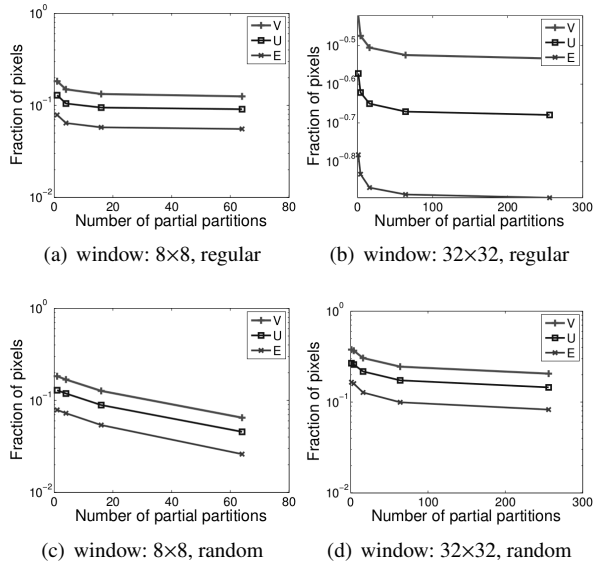 Fraction of pixels
10^0
10^-1
10^-2
V
U
E
0 20 40 60 80
Number of partial partitions
(a) window: 8×8, regular
Fraction of pixels
10^-0.5
10^-0.6
10^-0.7
10^-0.8
V
U
E
0 100 200 300
Number of partial partitions
(b) window: 32×32, regular
Fraction of pixels
10^0
10^-1
10^-2
V
U
E
0 20 40 60 80
Number of partial partitions
(c) window: 8×8, random
Fraction of pixels
10^0
10^-1
10^-2
V
U
E
0 100 200 300
Number of partial partitions
(d) window: 32×32, random